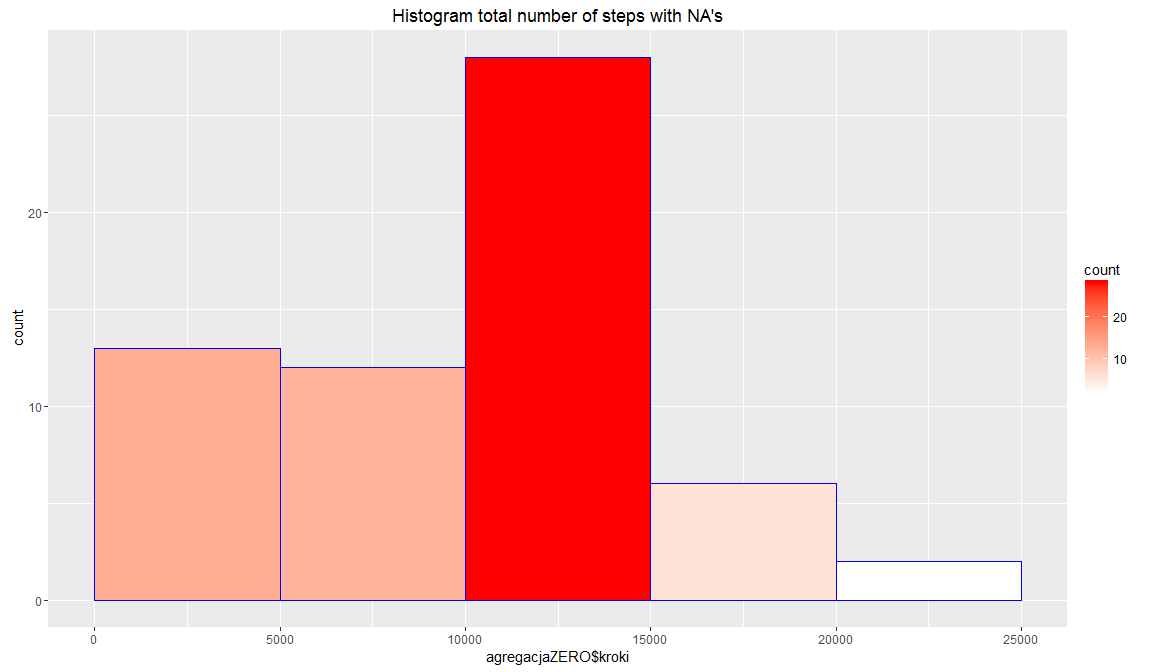 Histogram total number of steps with NA's
count
20
10
0
0 5000 10000 15000 20000 25000
agregacjaZERO$kroki
count
20
10